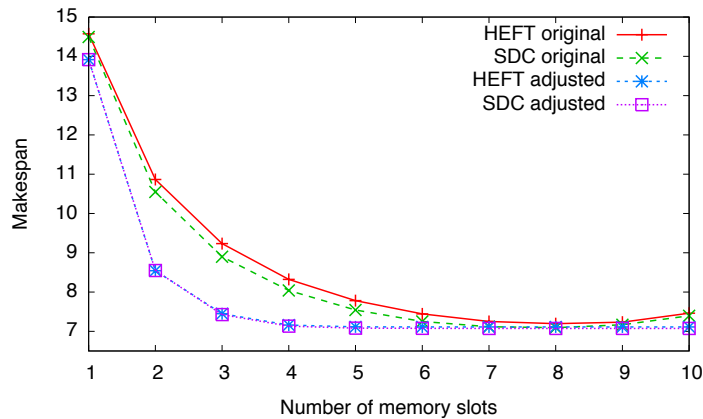 15
14
13
12
11
10
9
8
7
Makespan
HEFT original
SDC original
HEFT adjusted
SDC adjusted
1 2 3 4 5 6 7 8 9 10
Number of memory slots